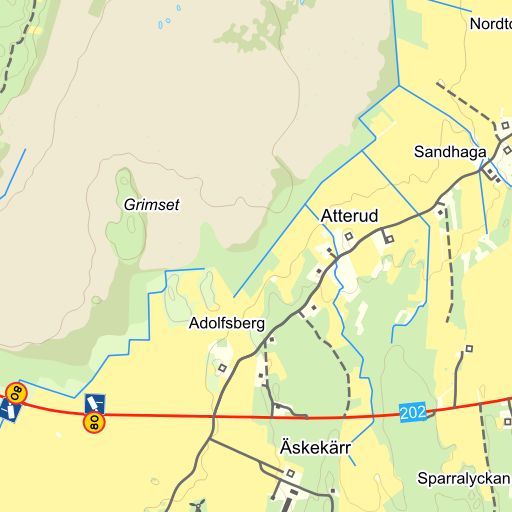 Nordto
Sandhaga
Grimset
Atterud
Adolfsberg
80
80
202
Äskekärr
Sparralyckan